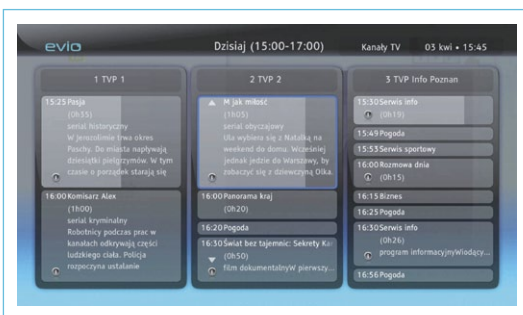 evio
Dzisiaj (15:00-17:00)
Kanały TV 03 kwi • 15:45
1 TVP 1
15:25 Pasja
(0h35)
serial historyczny
W Jerozolimie trwa okres
Paschy. Do miasta napływają
dziesiątki pielgrzymów. W tym
czasie o porządek starają się
16:00 Komisarz Alex
(1h00)
serial kryminalny
Robotnicy podczas prac w
kanałach odkrywają części
ludzkiego ciała. Policja
rozpoczyna ustalanie
2 TVP 2
M jak miłość
(1h05)
serial obyczajowy
Ula wybiera się z Natalką na
weekend do domu. Wcześniej
jednak jedzie do Warszawy, by
zobaczyć się z dziewczyną Olka.
16:00 Panorama kraj
(0h20)
16:20 Pogoda
16:30 Świat bez tajemnic: Sekrety Kar
(0h50)
film dokumentalnyW pierwszy...
3 TVP Info Poznan
15:30 Serwis info
(0h19)
15:49 Pogoda
15:53 Serwis sportowy
16:00 Rozmowa dnia
(0h15)
16:15 Biznes
16:25 Pogoda
16:30 Serwis info
(0h26)
program informacyjnyWiodący...
16:56 Pogoda